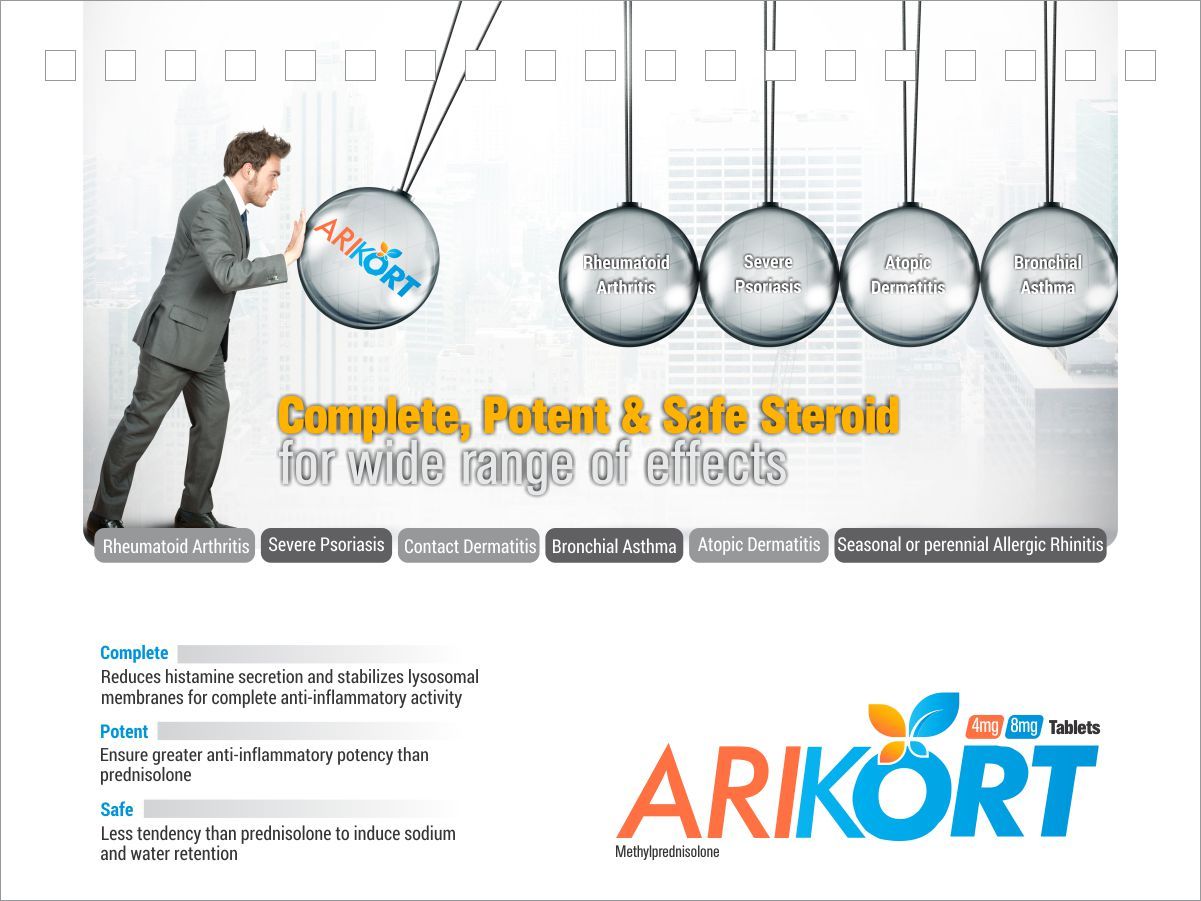 ARIKORT
Rheumatoid
Arthritis
Severe
Psoriasis
Atopic
Dermatitis
Bronchial
Asthma
Complete, Potent & Safe Steroid
for wide range of effects
Rheumatoid Arthritis
Severe Psoriasis
Contact Dermatitis
Bronchial Asthma
Atopic Dermatitis
Seasonal or perennial Allergic Rhinitis
Complete
Reduces histamine secretion and stabilizes lysosomal
membranes for complete anti-inflammatory activity
Potent
Ensure greater anti-inflammatory potency than
prednisolone
Safe
Less tendency than prednisolone to induce sodium
and water retention
4mg 8mg Tablets
ARIKORT
Methylprednisolone